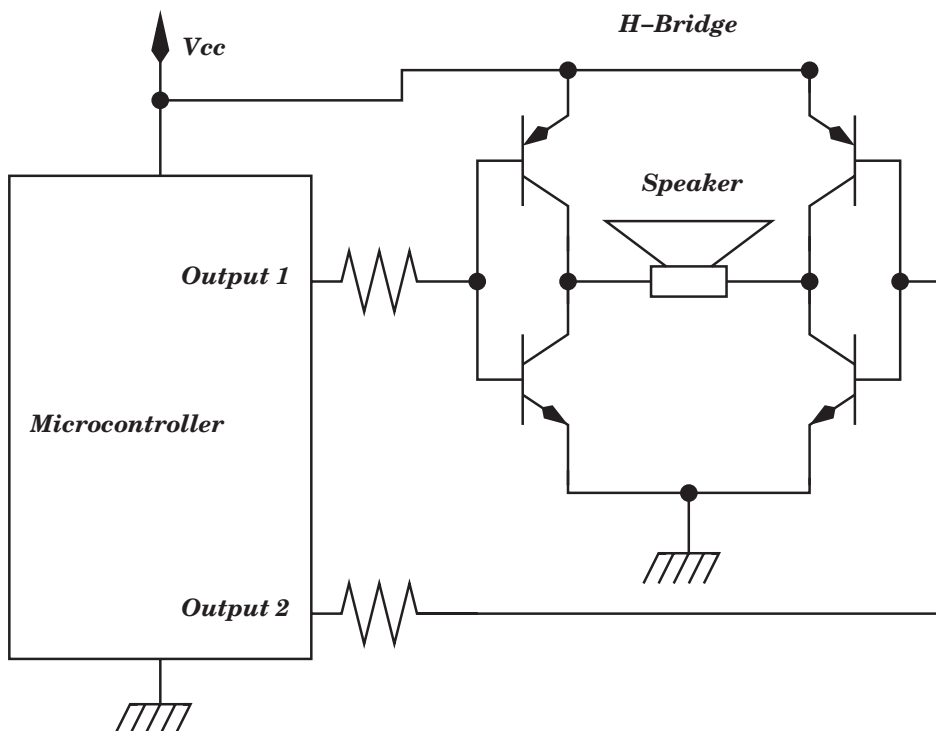 H–Bridge
Vcc
Speaker
Output 1
Microcontroller
Output 2